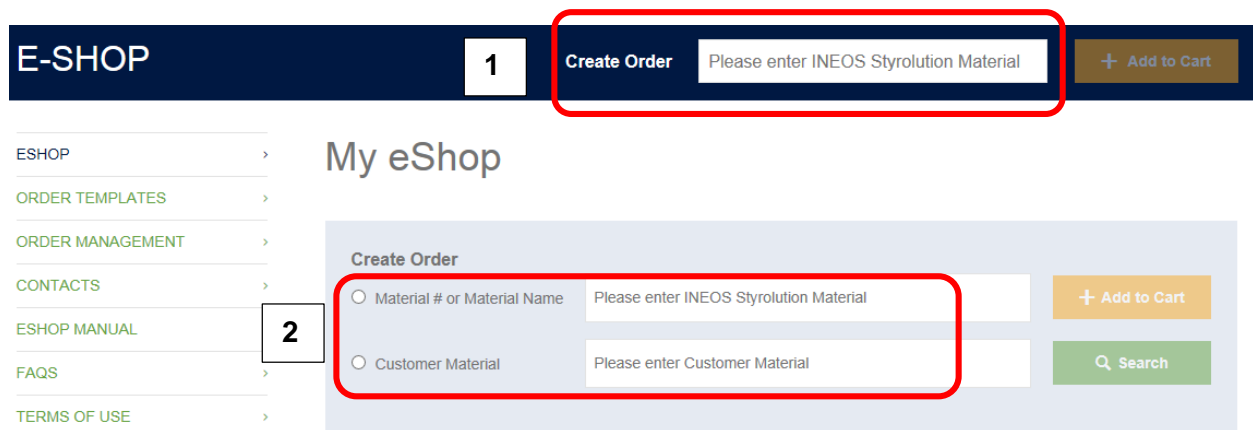 E-SHOP
1
Create Order
Please enter INEOS Styrolution Material
+ Add to Cart
ESHOP
ORDER TEMPLATES
ORDER MANAGEMENT
CONTACTS
ESHOP MANUAL
FAQS
TERMS OF USE
My eShop
Create Order
2
Material # or Material Name
Please enter INEOS Styrolution Material
+ Add to Cart
Customer Material
Please enter Customer Material
Search